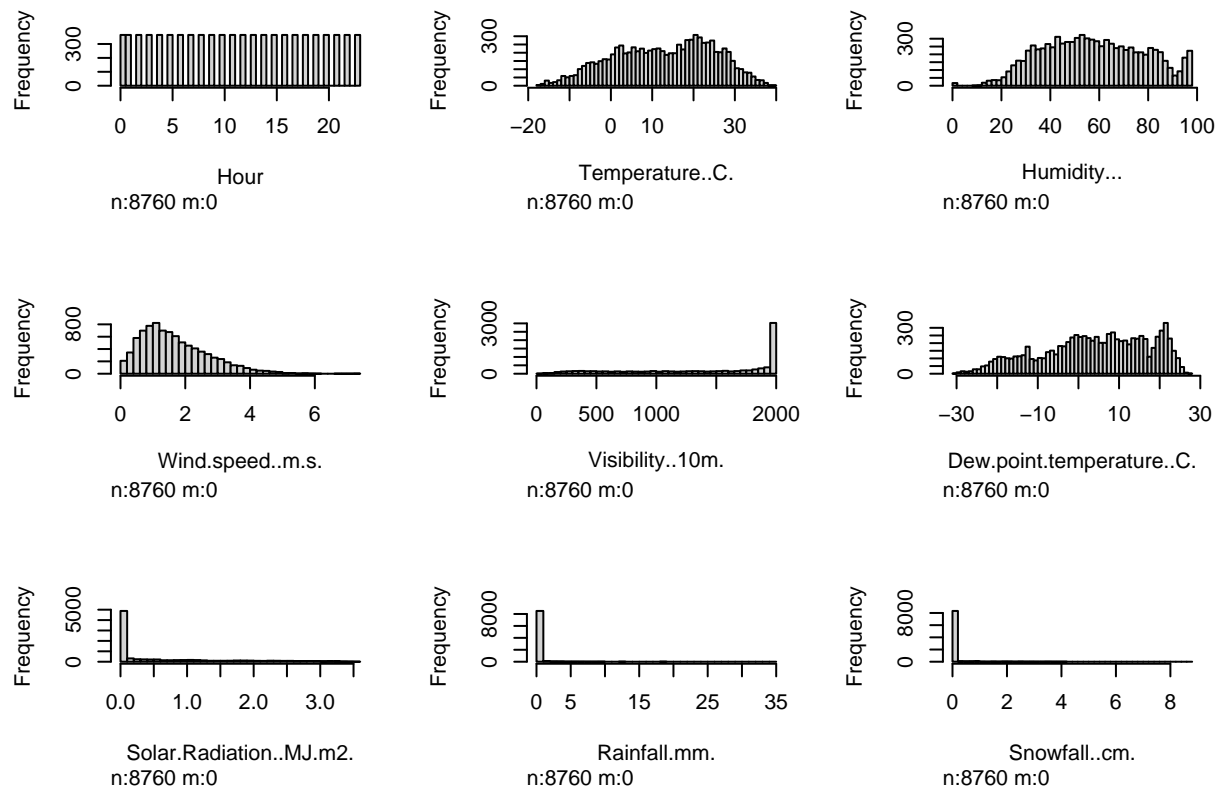 Frequency
300
0
0 5 10 15 20
Hour
n:8760 m:0
Frequency
300
0
−20 0 10 30
Temperature..C.
n:8760 m:0
Frequency
300
0
0 20 40 60 80 100
Humidity...
n:8760 m:0
Frequency
800
0
0 2 4 6
Wind.speed..m.s.
n:8760 m:0
Frequency
3000
0
0 500 1000 2000
Visibility..10m.
n:8760 m:0
Frequency
300
0
−30 −10 10 30
Dew.point.temperature..C.
n:8760 m:0
Frequency
5000
0
0.0 1.0 2.0 3.0
Solar.Radiation..MJ.m2.
n:8760 m:0
Frequency
8000
0
0 5 15 25 35
Rainfall.mm.
n:8760 m:0
Frequency
8000
0
0 2 4 6 8
Snowfall..cm.
n:8760 m:0